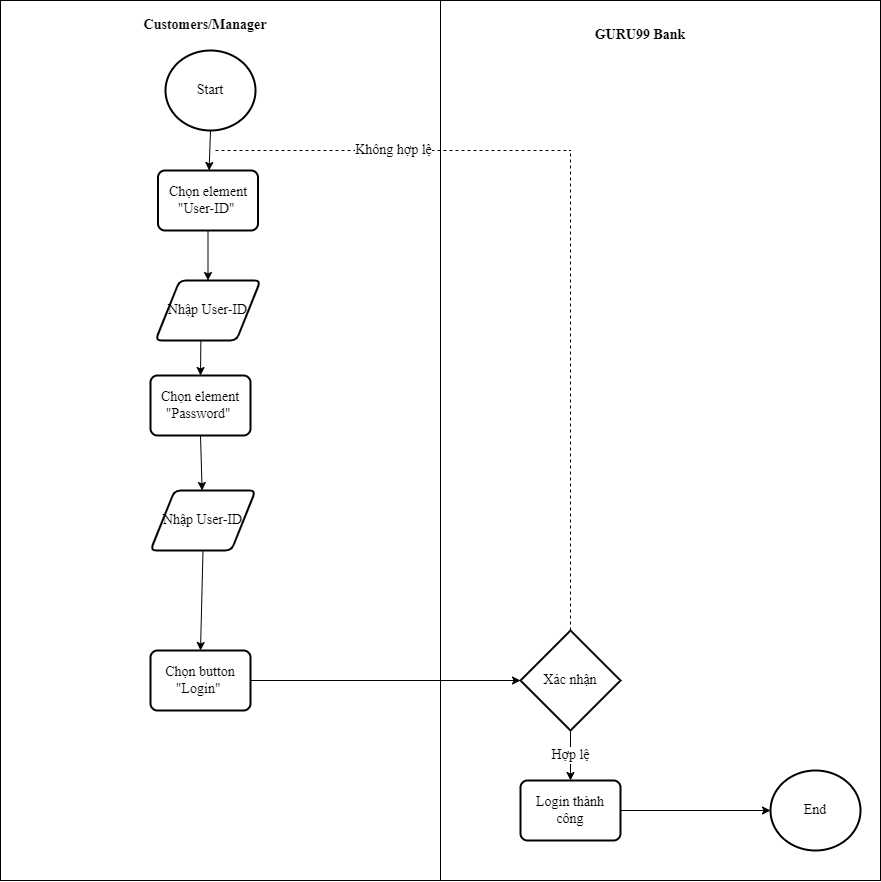 Customers/Manager
GURU99 Bank
Start
Không hợp lệ
Chọn element
"User-ID"
Nhập User-ID
Chọn element
"Password"
Nhập User-ID
Chọn button
"Login"
Xác nhận
Hợp lệ
Login thành
công
End